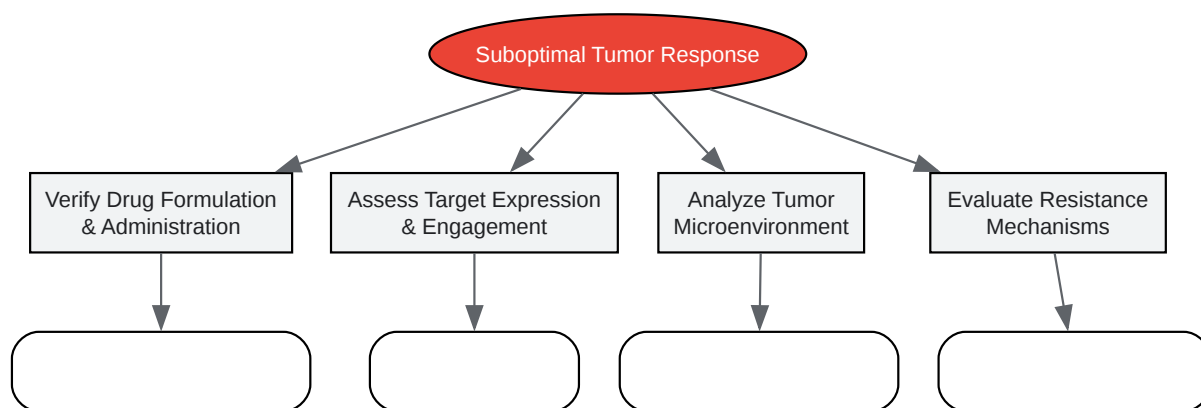 Suboptimal Tumor Response
Verify Drug Formulation
& Administration
Assess Target Expression
& Engagement
Analyze Tumor
Microenvironment
Evaluate Resistance
Mechanisms